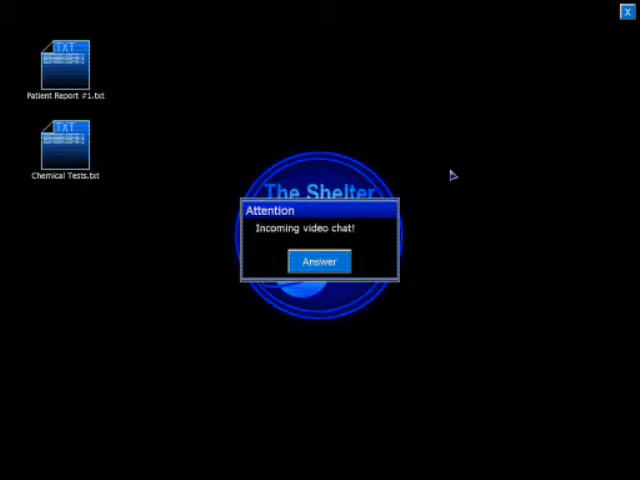 X
TXT
Patient Report #1.txt
TXT
Chemical Tests.txt
The Shelter
Attention
Incoming video chat!
Answer